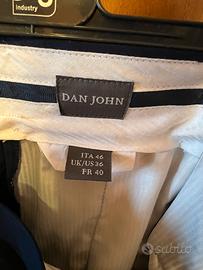 Industry
DAN JOHN
ITA 46
UK/US 36
FR 40
subito